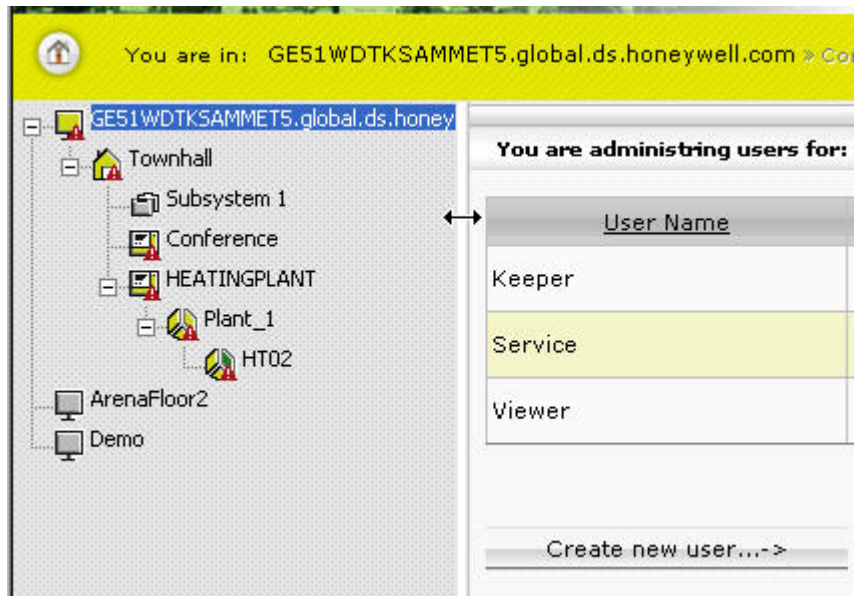 You are in: GE51WDTKSAMMET5.global.ds.honeywell.com » Co
GE51WDTKSAMMET5.global.ds.honey
Townhall
Subsystem 1
Conference
HEATINGPLANT
Plant_1
HT02
ArenaFloor2
Demo
You are administring users for:
User Name
Keeper
Service
Viewer
Create new user...->